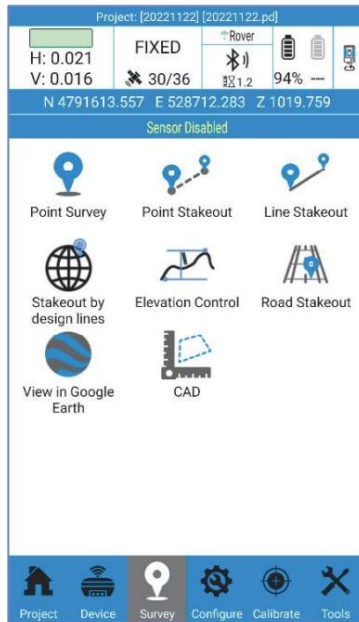 Project: [20221122] [20221122.pd]
H: 0.021
V: 0.016
FIXED
30/36
Rover
1.2
94% --
N 4791613.557 E 528712.283 Z 1019.759
Sensor Disabled
Point Survey
Point Stakeout
Line Stakeout
Stakeout by
design lines
Elevation Control
Road Stakeout
View in Google
Earth
CAD
Project
Device
Survey
Configure
Calibrate
Tools